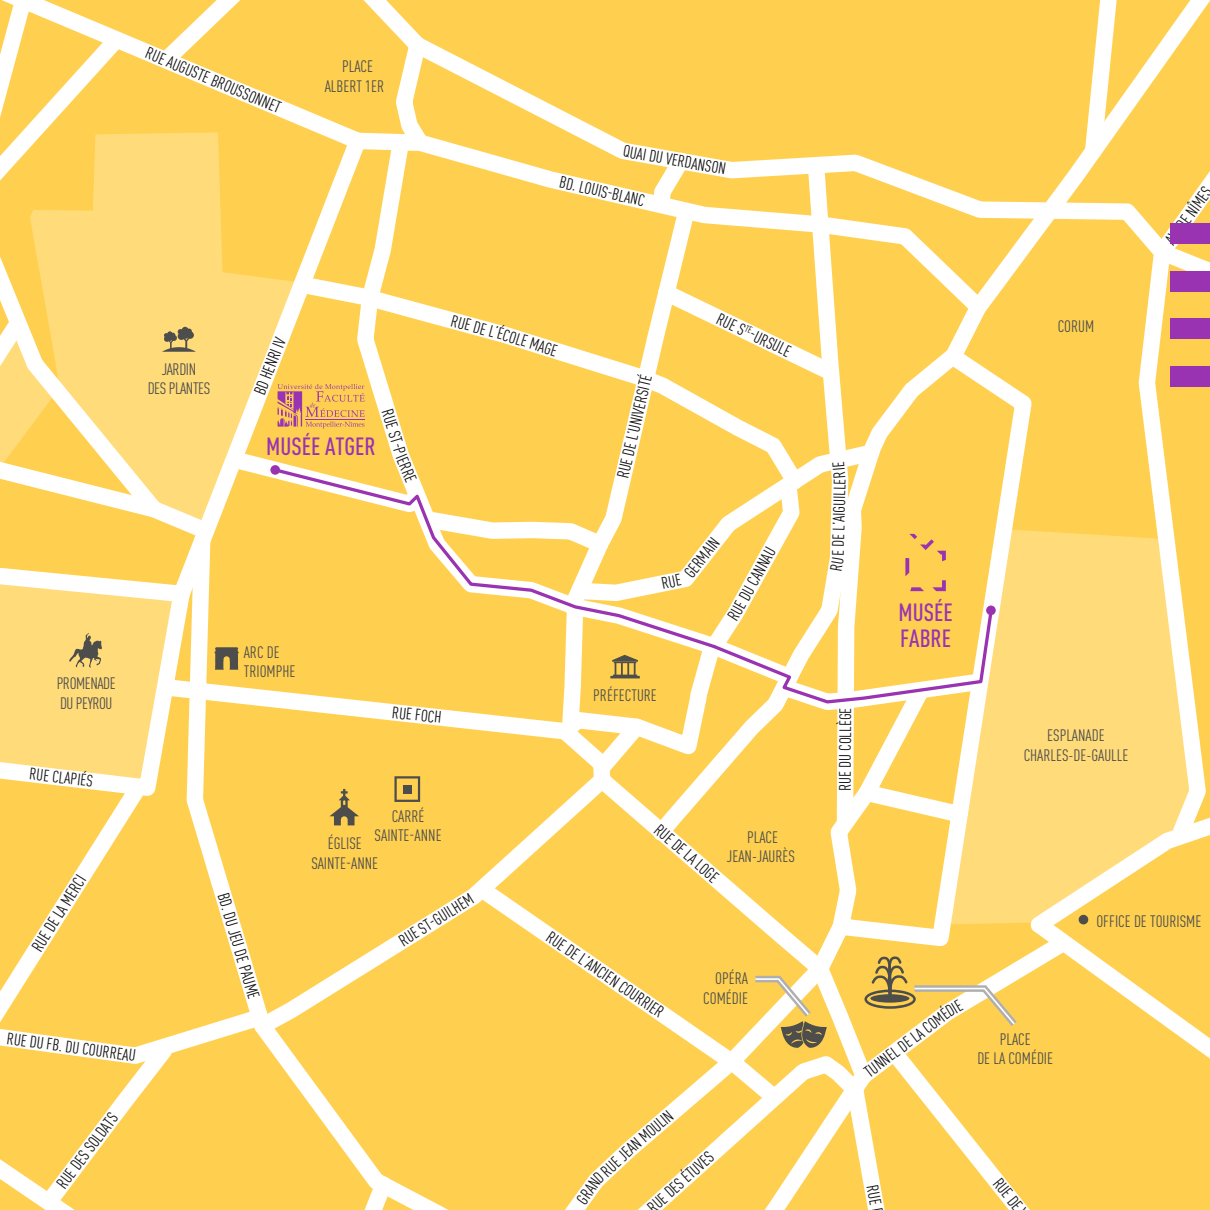 RUE AUGUSTE BROUSSONNET
PLACE
ALBERT 1ER
QUAI DU VERDANSON
BD. LOUIS-BLANC
DE NÎMES
RUE DE L'ÉCOLE MAGE
RUE STE-URSULE
CORUM
JARDIN
DES PLANTES
BD HENRI IV
Université de Montpellier
FACULTÉ
de
MÉDECINE
Montpellier-Nîmes
MUSÉE ATGER
RUE ST-PIERRE
RUE DE L'UNIVERSITÉ
RUE DE L'AIGUILLERIE
RUE GERMAIN
RUE DU CANNAU
MUSÉE
FABRE
PROMENADE
DU PEYROU
ARC DE
TRIOMPHE
PRÉFECTURE
RUE FOCH
RUE DU COLLÈGE
ESPLANADE
CHARLES-DE-GAULLE
RUE CLAPIÉS
CARRÉ
SAINTE-ANNE
ÉGLISE
SAINTE-ANNE
RUE DE LA LOGE
PLACE
JEAN-JAURÈS
RUE DE LA MERCI
BD. DU JEU DE PAUME
RUE ST-GUILHEM
RUE DE L'ANCIEN COURRIER
OFFICE DE TOURISME
OPÉRA
COMÉDIE
TUNNEL DE LA COMÉDIE
PLACE
DE LA COMÉDIE
RUE DU FB. DU COURREAU
RUE DES SOLDATS
GRAND RUE JEAN MOULIN
RUE DES ÉTUVES
RUE
RUE DE